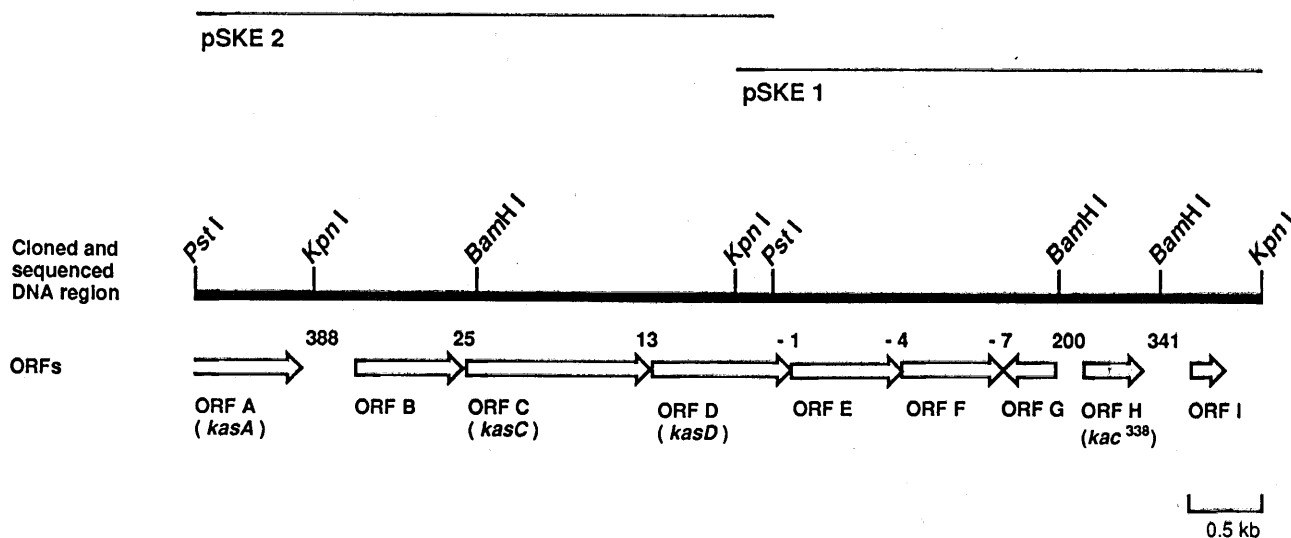 pSKE 2
pSKE 1
Pst I
Kpn I
BamH I
Kpn I
Pst I
BamH I
BamH I
Kpn I
Cloned and
sequenced
DNA region
388
25
13
- 1
- 4
- 7
200
341
ORFs
ORF A
ORF B
ORF C
ORF D
ORF E
ORF F
ORF G
ORF H
ORF I
( kasA )
( kasC )
( kasD )
(kac 338)
0.5 kb